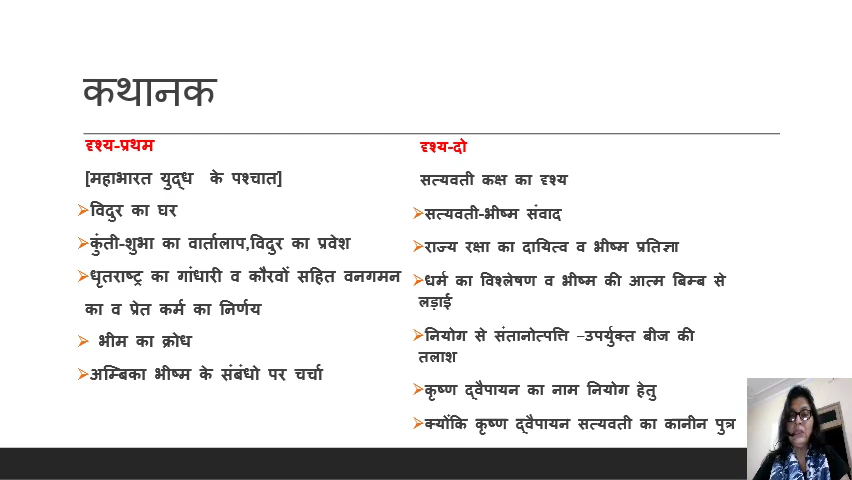 कथानक
दृश्य-प्रथम
[महाभारत युद्ध के पश्चात]
विदुर का घर
कुंती-शुभा का वार्तालाप,विदुर का प्रवेश
धृतराष्ट्र का गांधारी व कौरवों सहित वनगमन
का व प्रेत कर्म का निर्णय
भीम का क्रोध
अम्बिका भीष्म के संबंधो पर चर्चा
दृश्य-दो
सत्यवती कक्ष का दृश्य
सत्यवती-भीष्म संवाद
राज्य रक्षा का दायित्व व भीष्म प्रतिज्ञा
धर्म का विश्लेषण व भीष्म की आत्म बिम्ब से
लड़ाई
नियोग से संतानोत्पत्ति –उपर्युक्त बीज की
तलाश
कृष्ण द्वैपायन का नाम नियोग हेतु
क्योंकि कृष्ण द्वैपायन सत्यवती का कानीन पुत्र